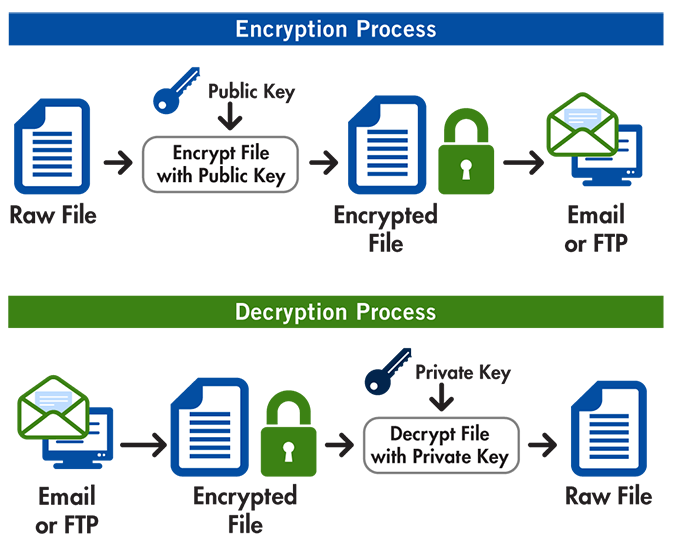 Encryption Process
Public Key
Encrypt File
with Public Key
Raw File
Encrypted
File
Email
or FTP
Decryption Process
Private Key
Decrypt File
with Private Key
Email
or FTP
Encrypted
File
Raw File